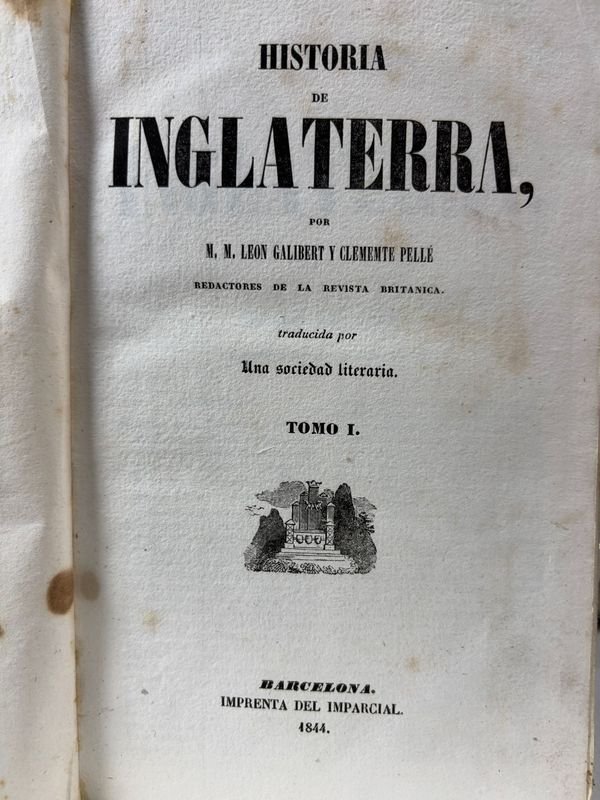 HISTORIA
DE
INGLATERRA,
POR
M. M. LEON GALIBERT Y CLEMEMTE PELLÉ
REDACTORES DE LA REVISTA BRITANICA.
traducida por
Una sociedad literaria.
TOMO I.
BARCELONA.
IMPRENTA DEL IMPARCIAL.
1844.